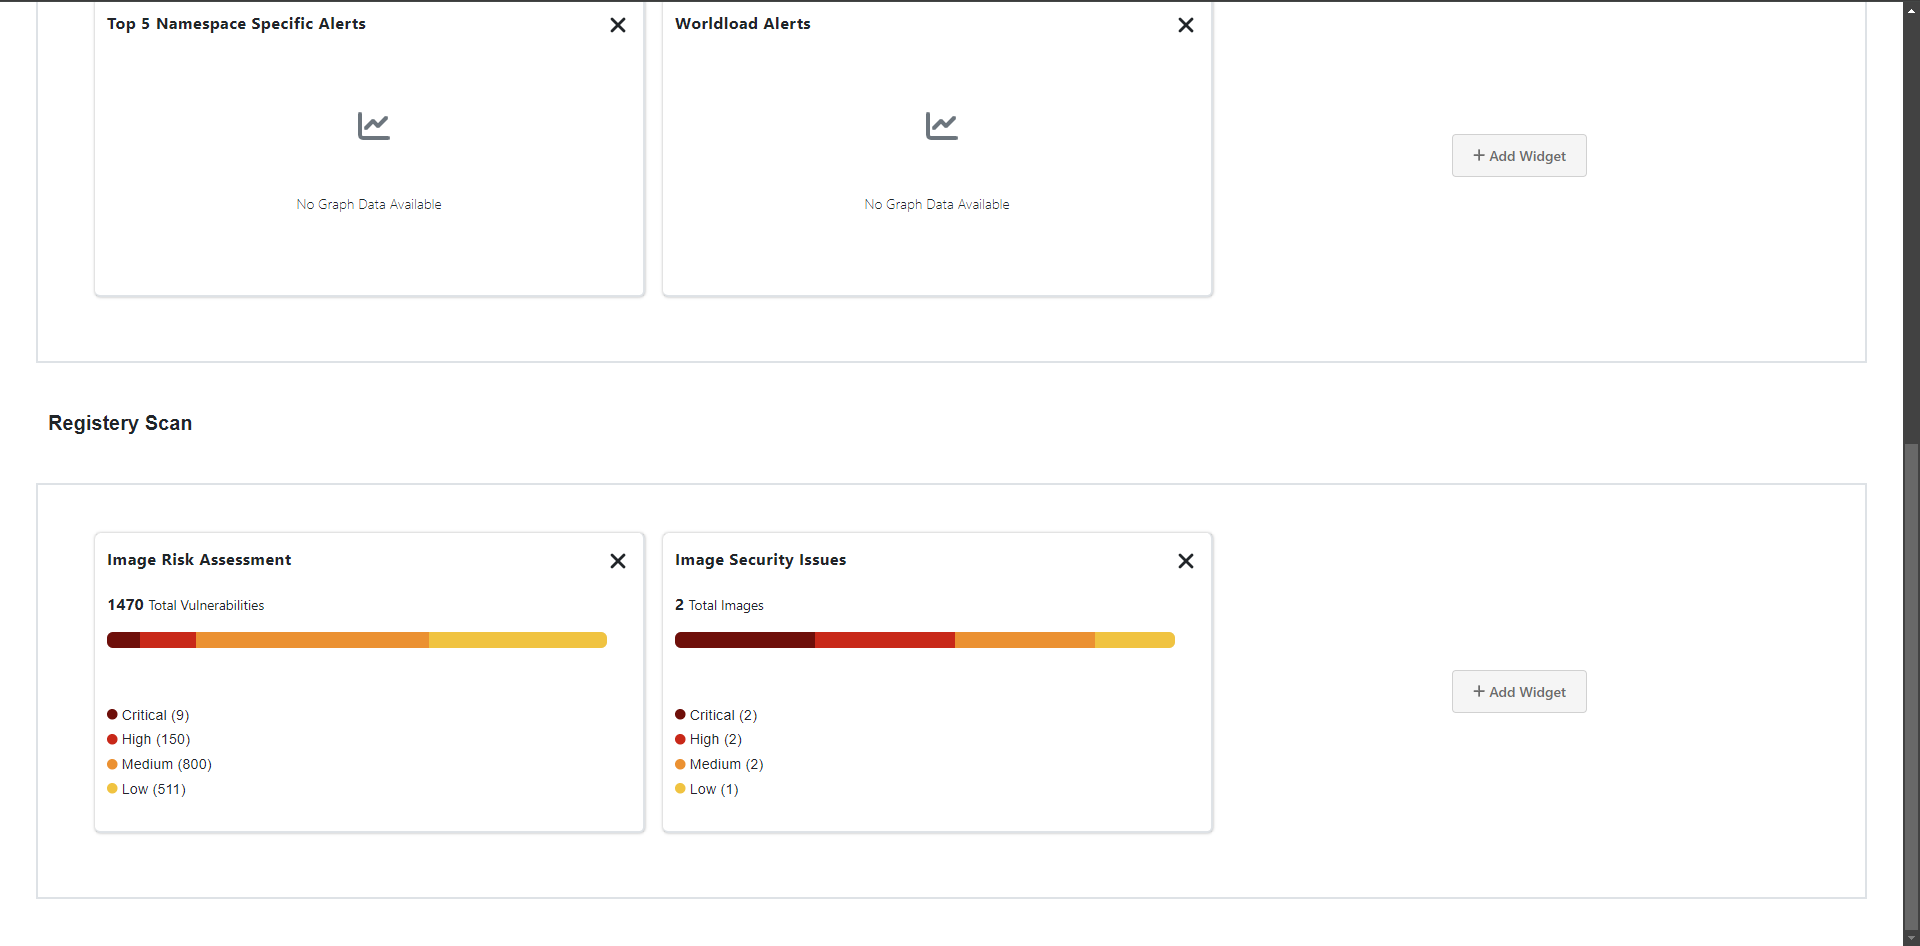 Top 5 Namespace Specific Alerts
No Graph Data Available
Worldload Alerts
No Graph Data Available
+ Add Widget
Registery Scan
Image Risk Assessment
1470 Total Vulnerabilities
Critical (9)
High (150)
Medium (800)
Low (511)
Image Security Issues
2 Total Images
Critical (2)
High (2)
Medium (2)
Low (1)
+ Add Widget